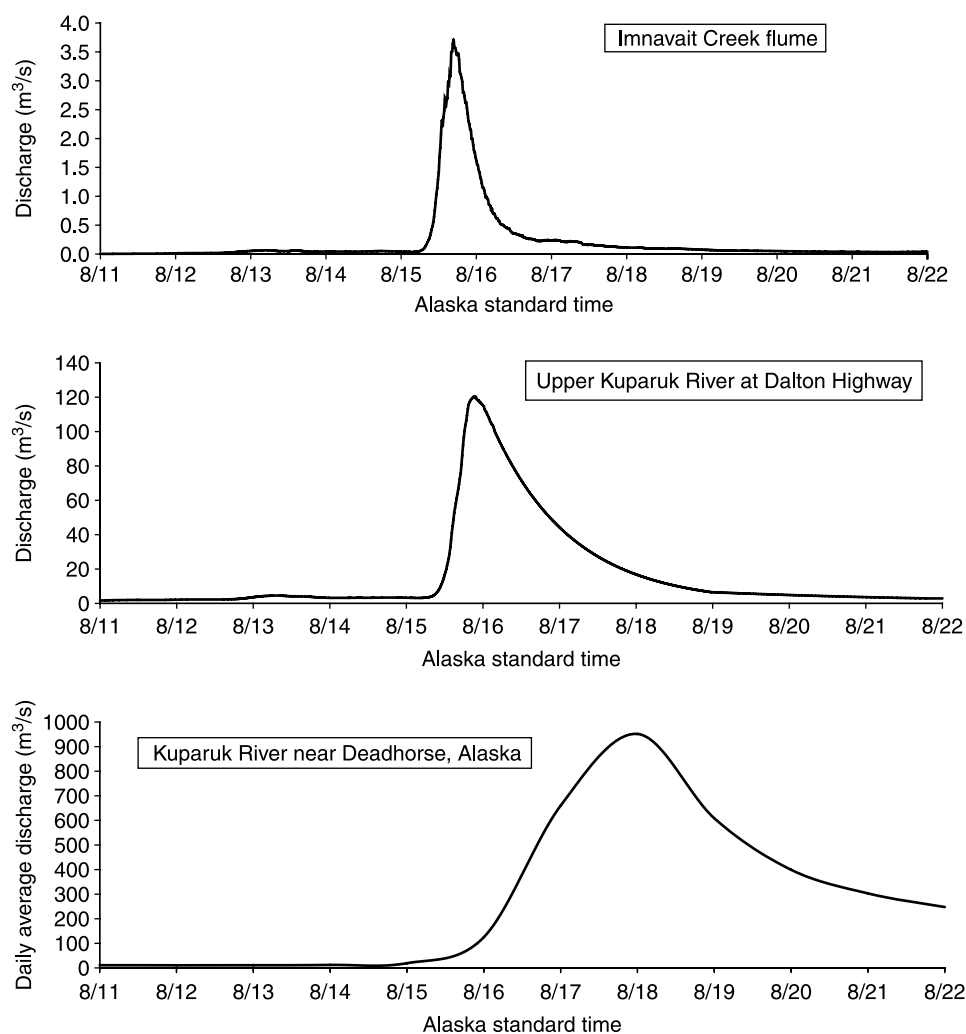 Imnavait Creek flume
Discharge (m³/s)
4.0
3.5
3.0
2.5
2.0
1.5
1.0
0.5
0.0
8/11 8/12 8/13 8/14 8/15 8/16 8/17 8/18 8/19 8/20 8/21 8/22
Alaska standard time
Upper Kuparuk River at Dalton Highway
Discharge (m³/s)
140
120
100
80
60
40
20
0
8/11 8/12 8/13 8/14 8/15 8/16 8/17 8/18 8/19 8/20 8/21 8/22
Alaska standard time
Kuparuk River near Deadhorse, Alaska
Daily average discharge (m³/s)
1000
900
800
700
600
500
400
300
200
100
0
8/11 8/12 8/13 8/14 8/15 8/16 8/17 8/18 8/19 8/20 8/21 8/22
Alaska standard time